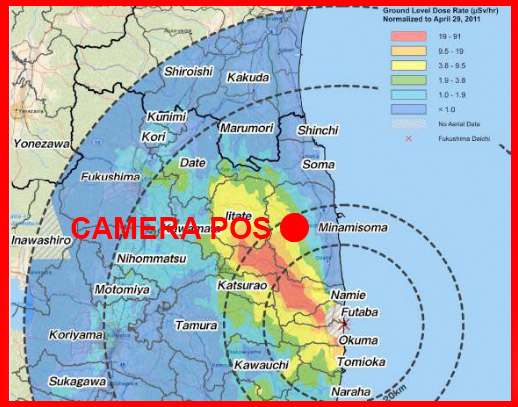 Ground Level Dose Rate (µSv/hr)
Normalized to April 29, 2011
19 - 91
9.5 - 19
3.8 - 9.5
1.9 - 3.8
1.0 - 1.9
< 1.0
No Aerial Data
Fukushima Daiichi
Shiroishi
Kakuda
Yonezawa
Kunimi
Kori
Marumori
Shinchi
Date
Soma
Fukushima
Iitate
CAMERA POS
Minamisoma
Inawashiro
Nihommatsu
Motomiya
Katsurao
Namie
Futaba
Koriyama
Tamura
Okuma
Tomioka
Kawauchi
Sukagawa
Naraha
20km